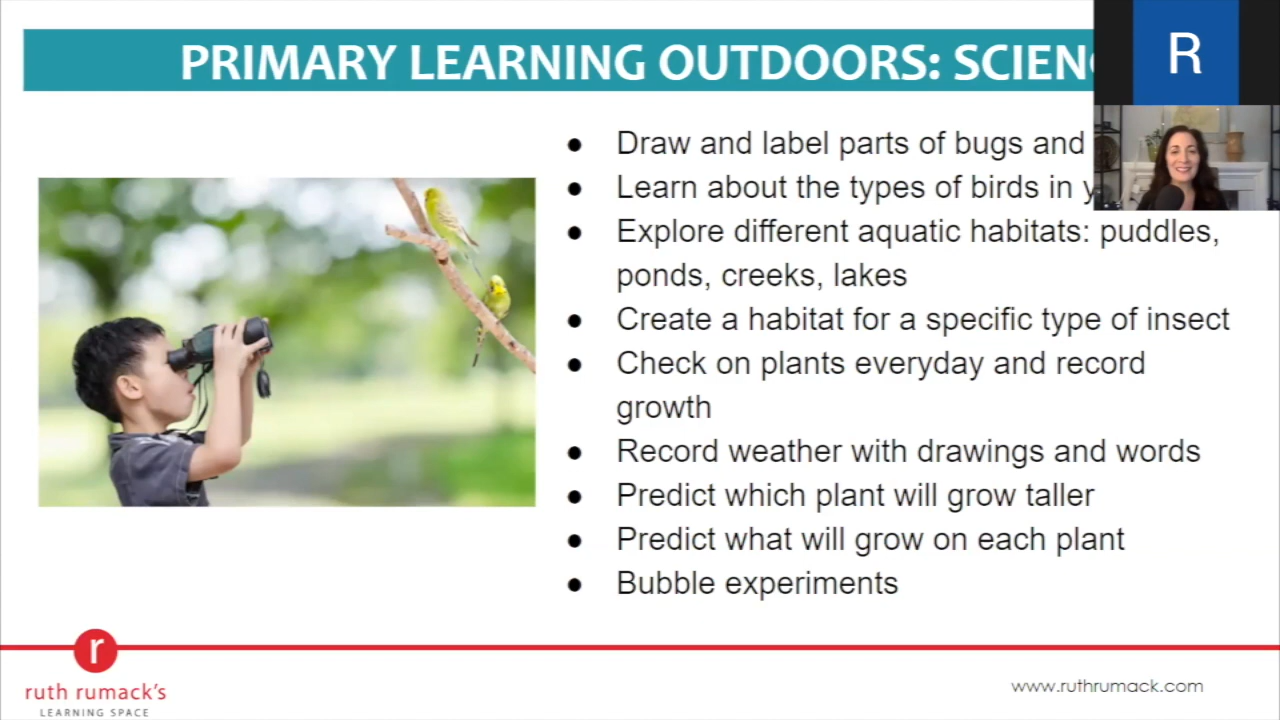 PRIMARY LEARNING OUTDOORS: SCIEN
R
● Draw and label parts of bugs and
● Learn about the types of birds in y
● Explore different aquatic habitats: puddles,
ponds, creeks, lakes
● Create a habitat for a specific type of insect
● Check on plants everyday and record
growth
● Record weather with drawings and words
● Predict which plant will grow taller
● Predict what will grow on each plant
● Bubble experiments
r
ruth rumack's
LEARNING SPACE
www.ruthrumack.com